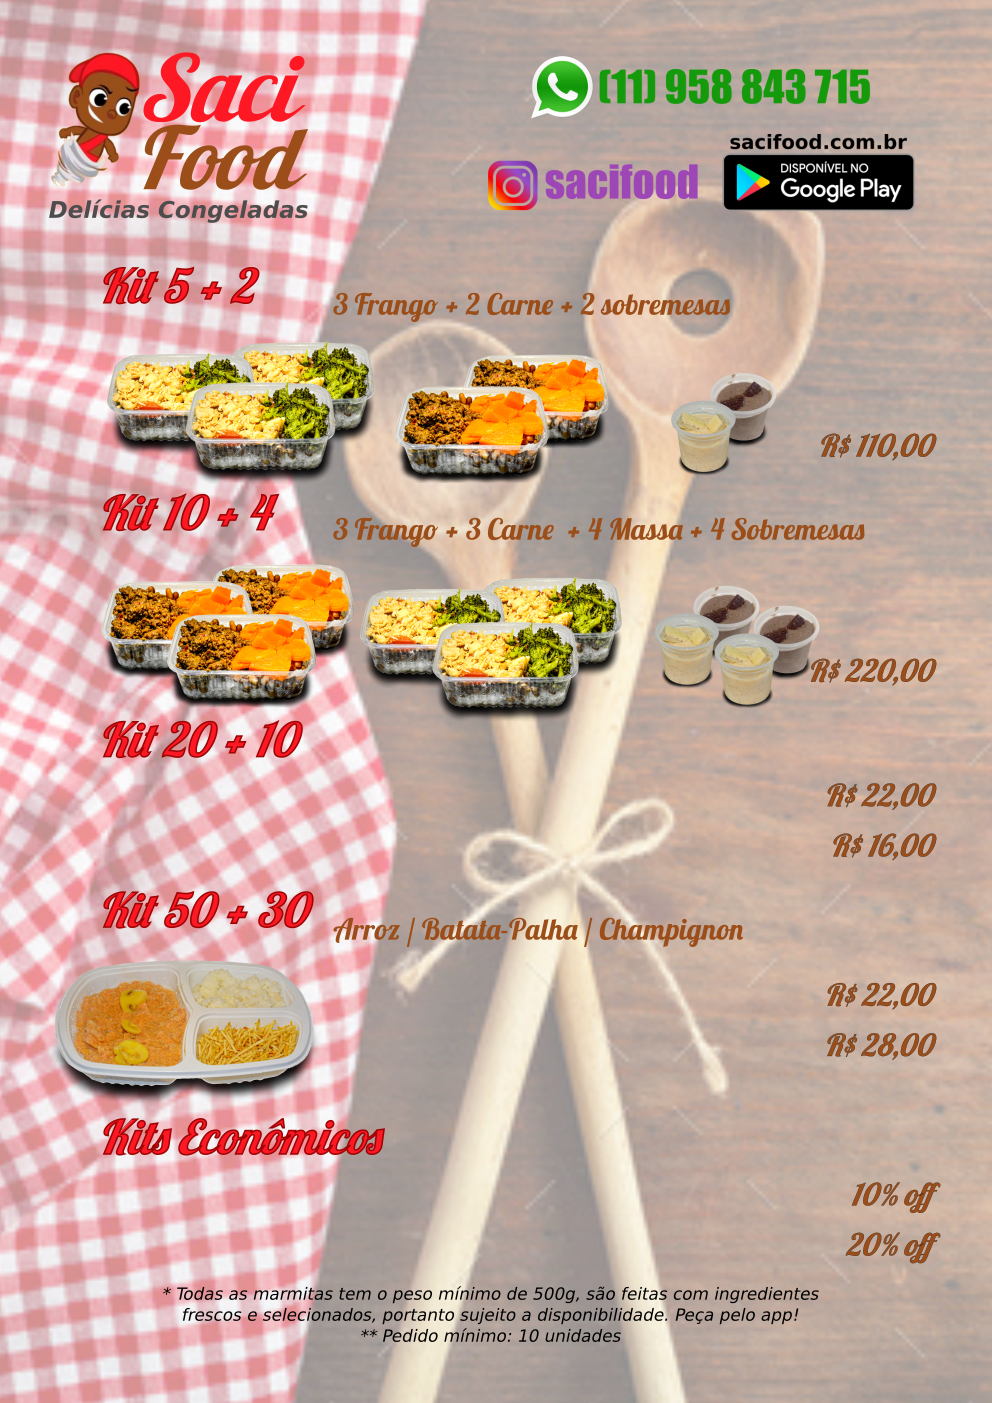 Saci
Food
Delícias Congeladas
(11) 958 843 715
sacifood.com.br
sacifood
DISPONÍVEL NO
Google Play
Kit 5 + 2
3 Frango + 2 Carne + 2 sobremesas
R$ 110,00
Kit 10 + 4
3 Frango + 3 Carne + 4 Massa + 4 Sobremesas
R$ 220,00
Kit 20 + 10
R$ 22,00
R$ 16,00
Kit 50 + 30
Arroz / Batata-Palha / Champignon
R$ 22,00
R$ 28,00
Kits Econômicos
10% off
20% off
* Todas as marmitas tem o peso mínimo de 500g, são feitas com ingredientes
frescos e selecionados, portanto sujeito a disponibilidade. Peça pelo app!
** Pedido mínimo: 10 unidades